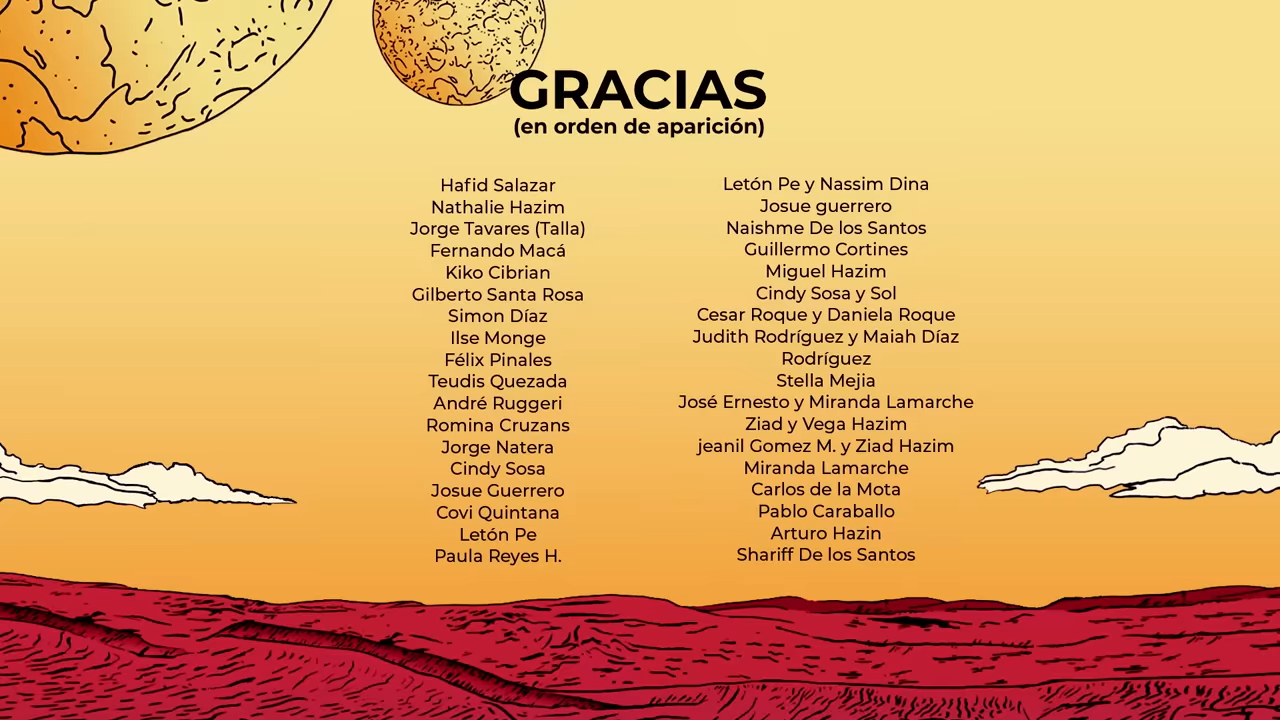 GRACIAS
(en orden de aparición)
Hafid Salazar
Nathalie Hazim
Jorge Tavares (Talla)
Fernando Macá
Kiko Cibrian
Gilberto Santa Rosa
Simon Díaz
Ilse Monge
Félix Pinales
Teudis Quezada
André Ruggeri
Romina Cruzans
Jorge Natera
Cindy Sosa
Josue Guerrero
Covi Quintana
Letón Pe
Paula Reyes H.
Letón Pe y Nassim Dina
Josue guerrero
Naishme De los Santos
Guillermo Cortines
Miguel Hazim
Cindy Sosa y Sol
Cesar Roque y Daniela Roque
Judith Rodríguez y Maiah Díaz
Rodríguez
Stella Mejia
José Ernesto y Miranda Lamarche
Ziad y Vega Hazim
jeanil Gomez M. y Ziad Hazim
Miranda Lamarche
Carlos de la Mota
Pablo Caraballo
Arturo Hazin
Shariff De los Santos